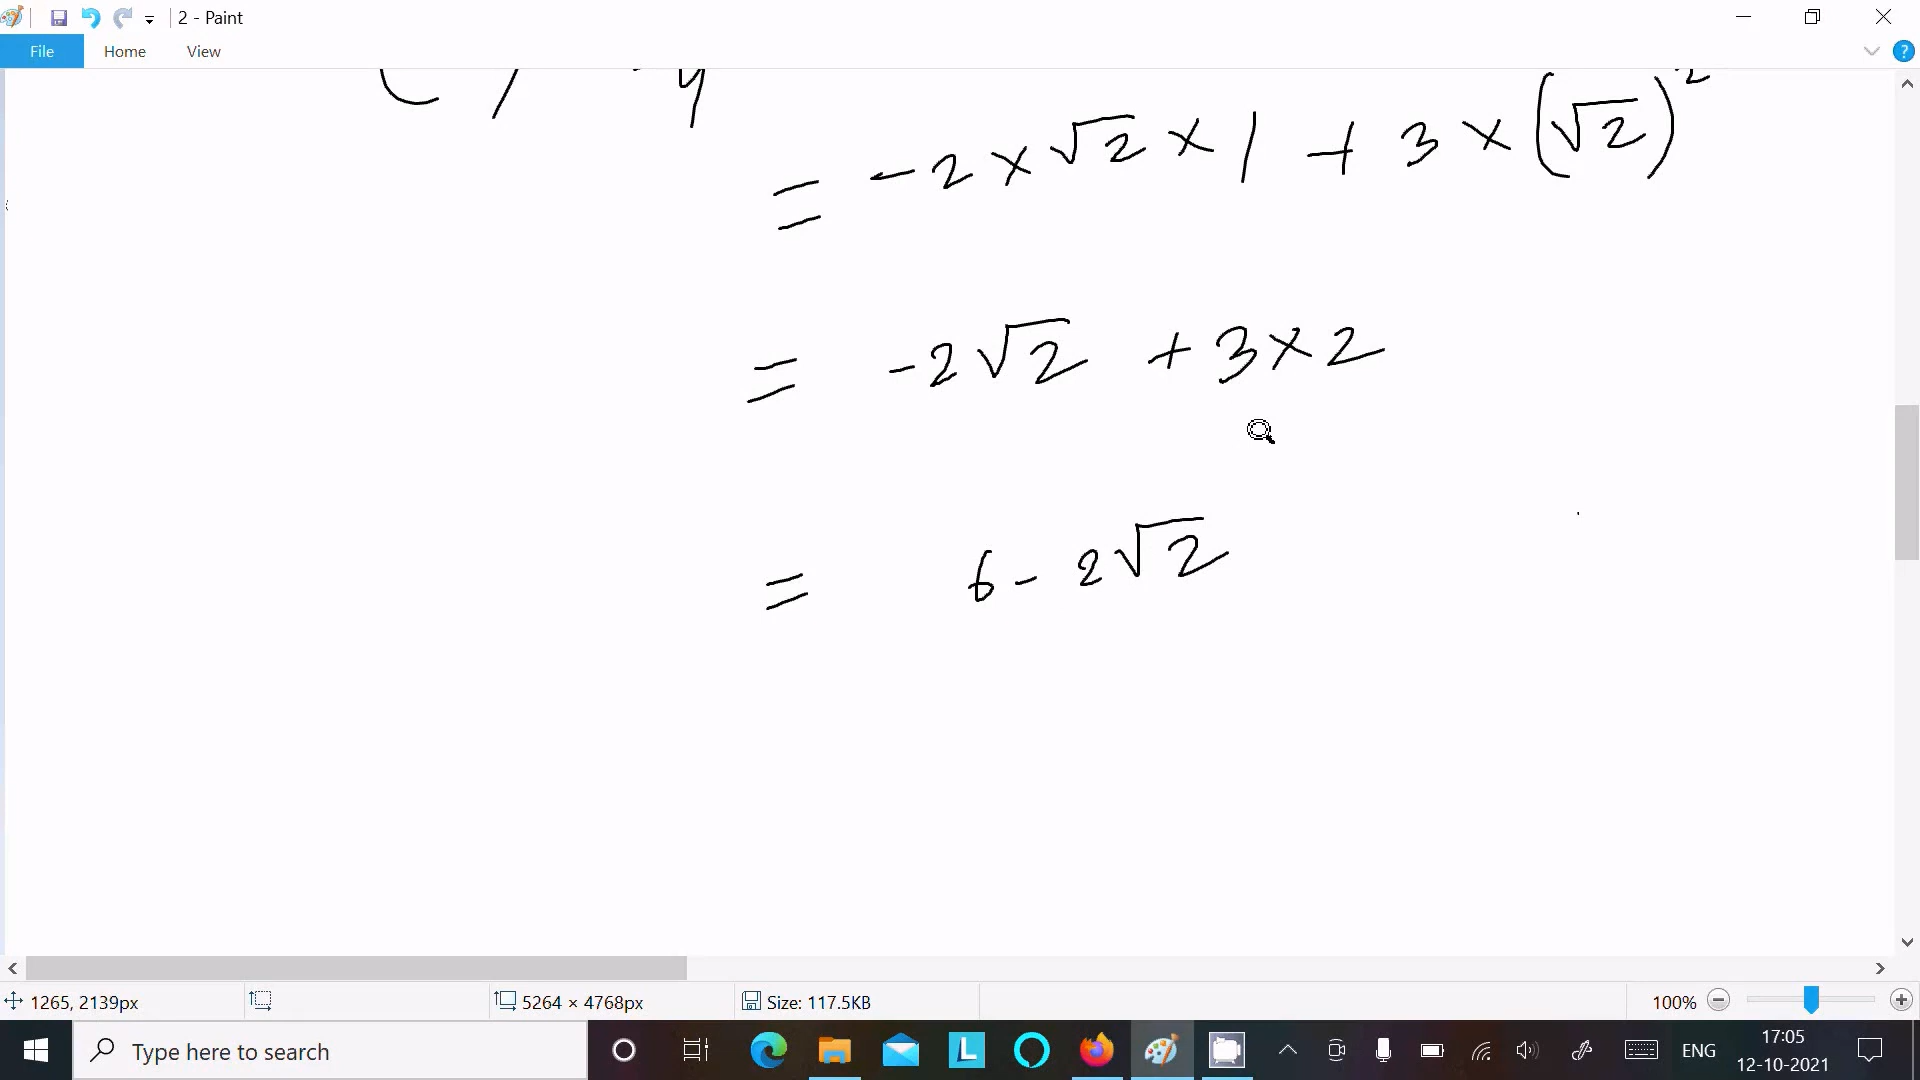 2 - Paint
File Home View
= -2 × √2 × 1 + 3 × (√2)²
= -2√2 + 3 × 2
= 6 - 2√2
1265, 2139px 5264 × 4768px Size: 117.5KB 100%
Type here to search L ENG 17:05
12-10-2021